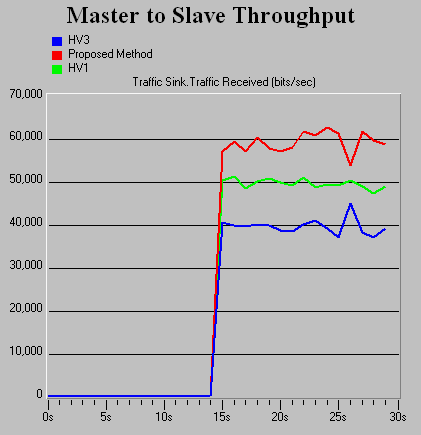 Master to Slave Throughput
HV3
Proposed Method
HV1
Traffic Sink.Traffic Received (bits/sec)
70,000
60,000
50,000
40,000
30,000
20,000
10,000
0
0s 5s 10s 15s 20s 25s 30s